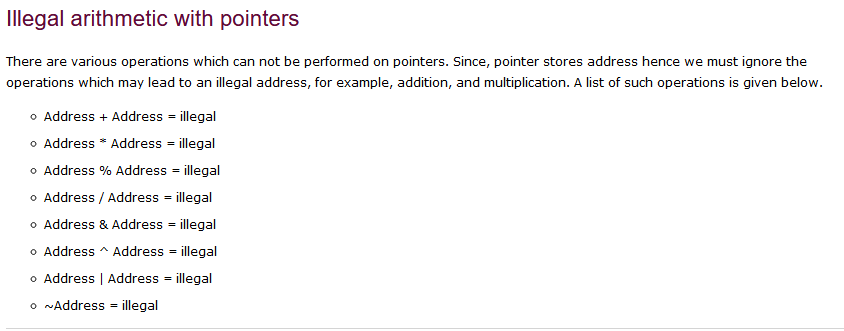 Illegal arithmetic with pointers
There are various operations which can not be performed on pointers. Since, pointer stores address hence we must ignore the
operations which may lead to an illegal address, for example, addition, and multiplication. A list of such operations is given below.
Address + Address = illegal
Address * Address = illegal
Address % Address = illegal
Address / Address = illegal
Address & Address = illegal
Address ^ Address = illegal
Address | Address = illegal
~Address = illegal